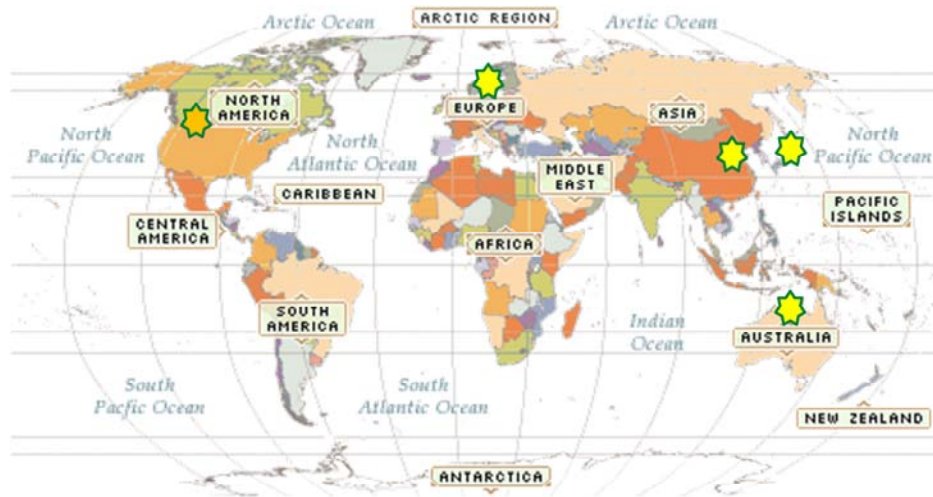 Arctic Ocean
ARCTIC REGION
Arctic Ocean
NORTH
AMERICA
EUROPE
ASIA
North
Pacific Ocean
North
Atlantic Ocean
North
Pacific Ocean
MIDDLE
EAST
CARIBBEAN
PACIFIC
ISLANDS
CENTRAL
AMERICA
AFRICA
SOUTH
AMERICA
Indian
Ocean
AUSTRALIA
South
Pacfic Ocean
South
Atlantic Ocean
NEW ZEALAND
ANTARCTICA